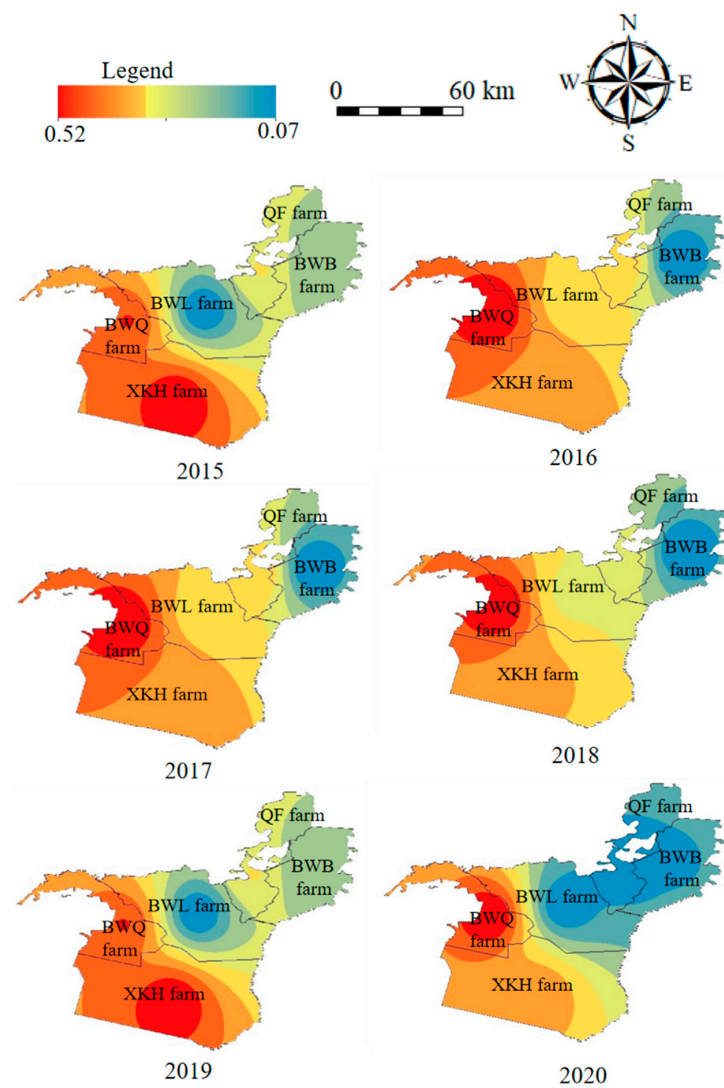 Legend
0.52
0.07
0
60 km
N
W
E
S
QF farm
BWB
farm
BWL farm
BWQ
farm
XKH farm
2015
QF farm
BWB
farm
BWL farm
BWQ
farm
XKH farm
2016
QF farm
BWB
farm
BWL farm
BWQ
farm
XKH farm
2017
QF farm
BWB
farm
BWL farm
BWQ
farm
XKH farm
2018
QF farm
BWB
farm
BWL farm
BWQ
farm
XKH farm
2019
QF farm
BWB
farm
BWL farm
BWQ
farm
XKH farm
2020